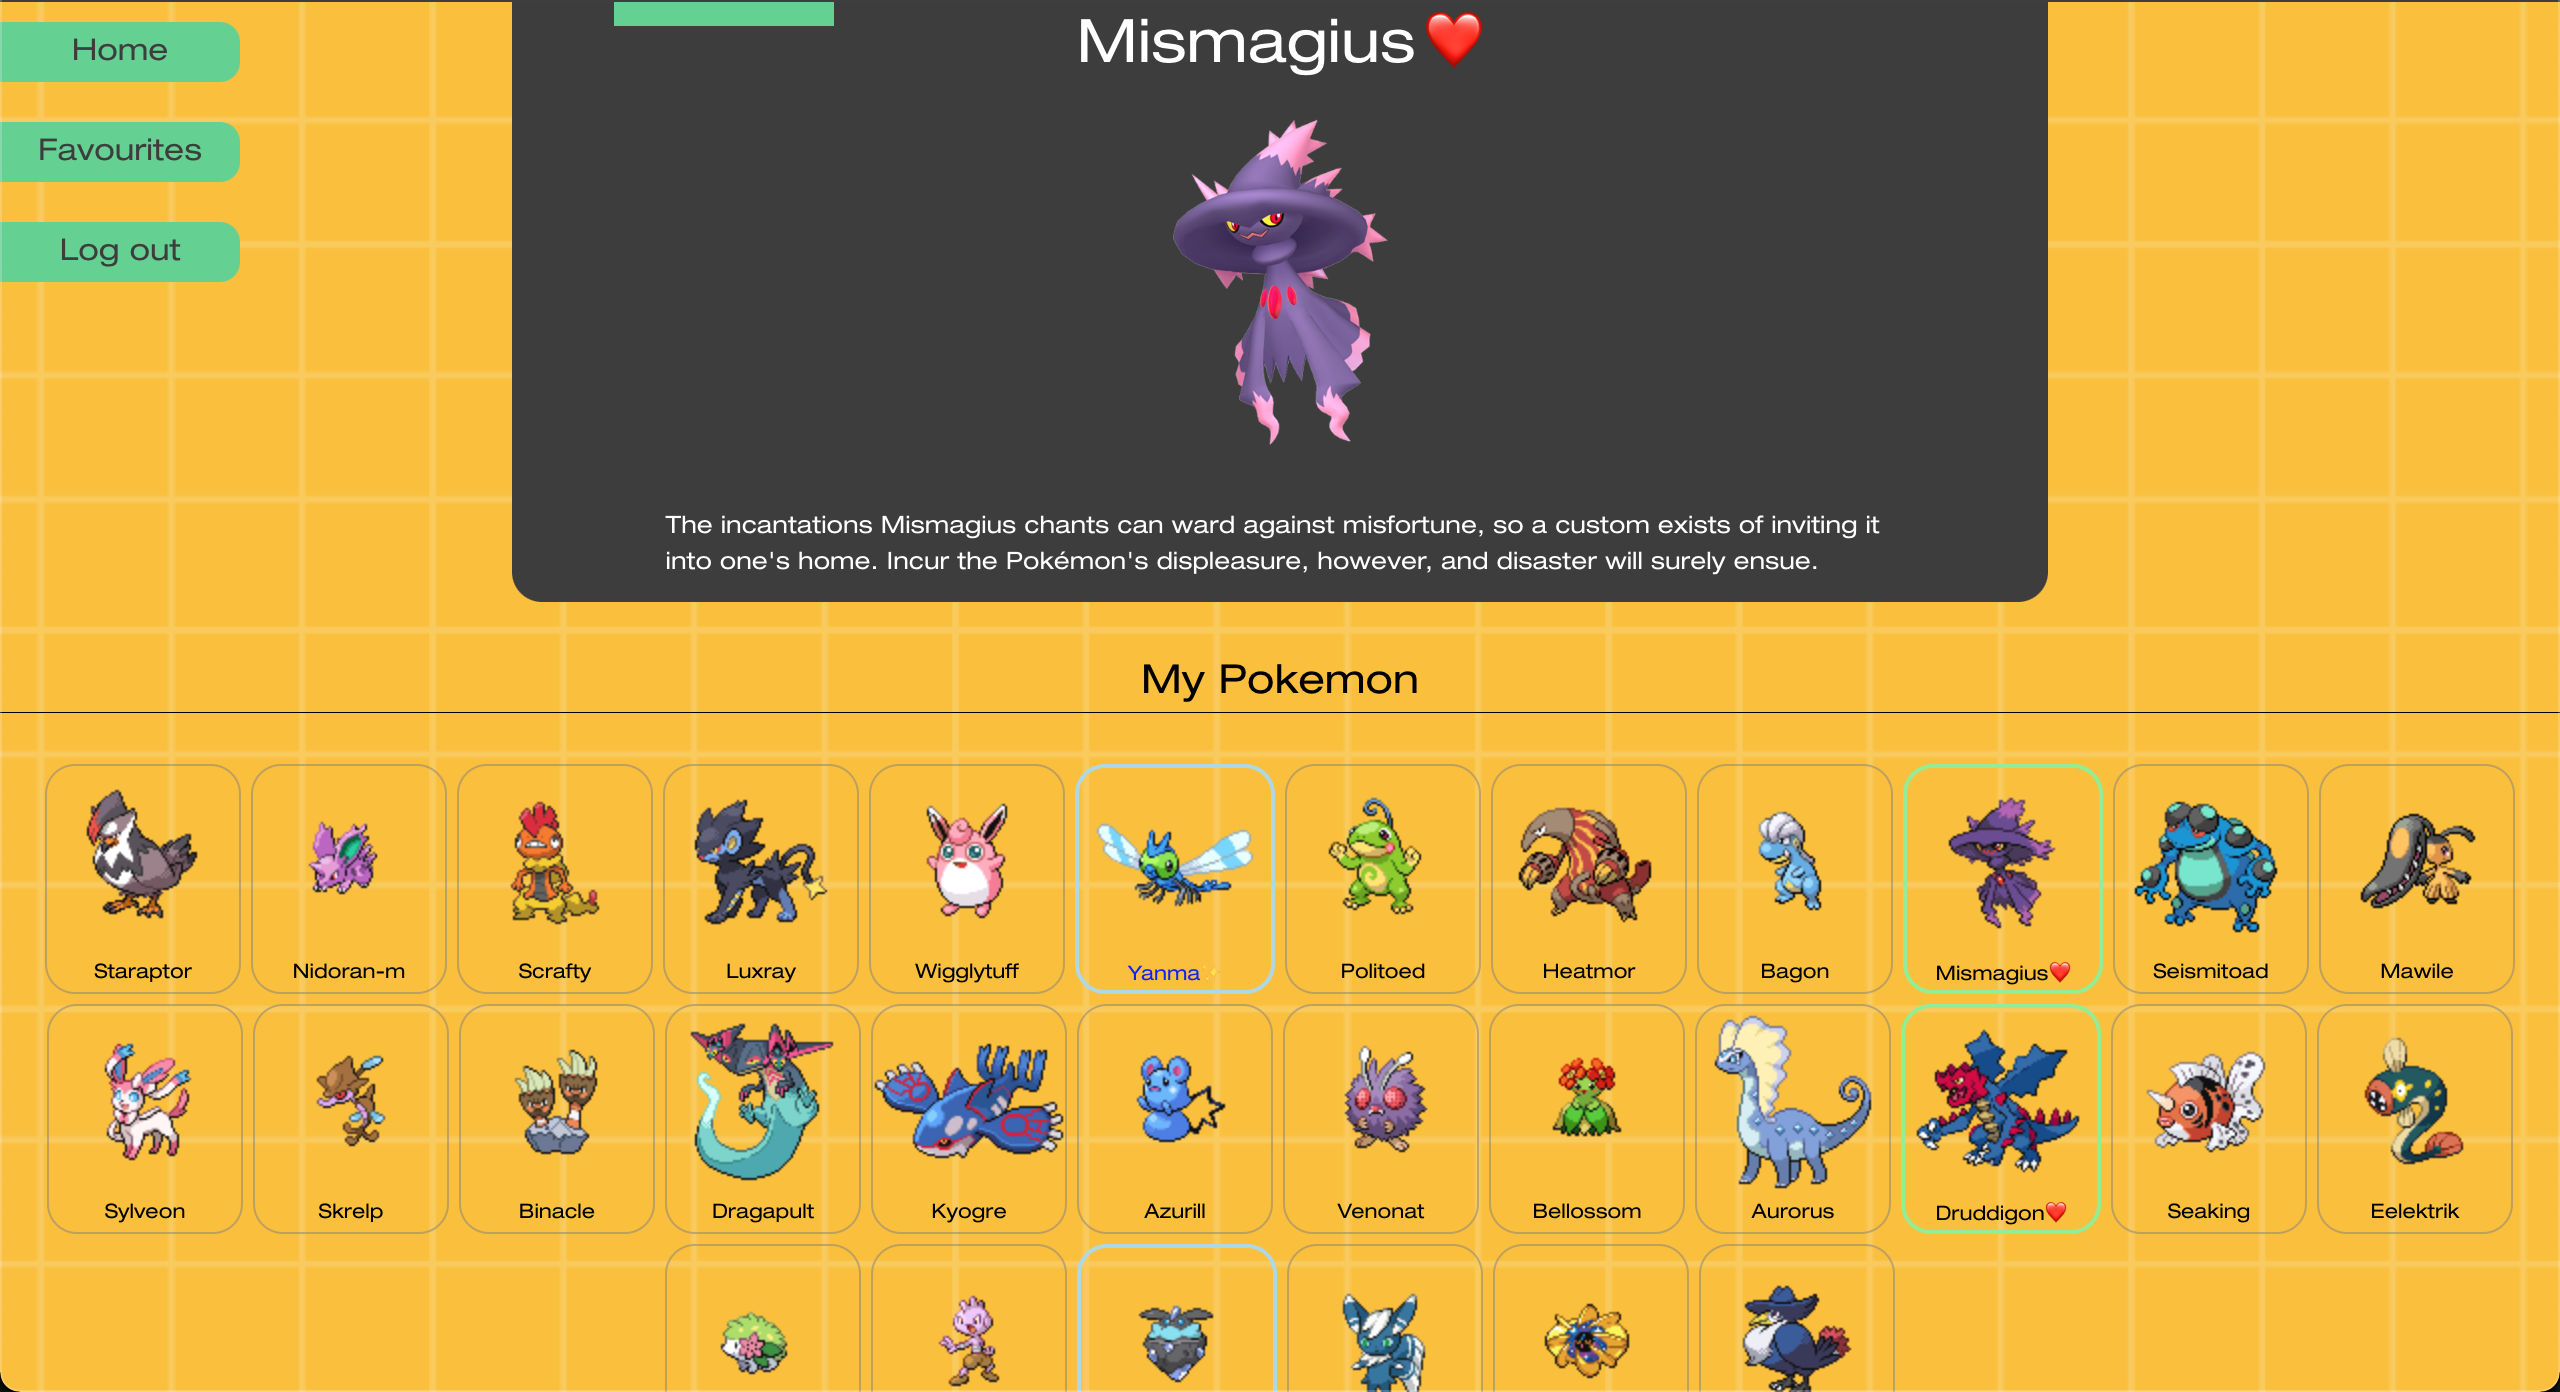 Home
Favourites
Log out
Mismagius❤️
The incantations Mismagius chants can ward against misfortune, so a custom exists of inviting it
into one's home. Incur the Pokémon's displeasure, however, and disaster will surely ensue.
My Pokemon
Staraptor
Nidoran-m
Scrafty
Luxray
Wigglytuff
Yanma✨
Politoed
Heatmor
Bagon
Mismagius❤️
Seismitoad
Mawile
Sylveon
Skrelp
Binacle
Dragapult
Kyogre
Azurill
Venonat
Bellossom
Aurorus
Druddigon❤️
Seaking
Eelektrik